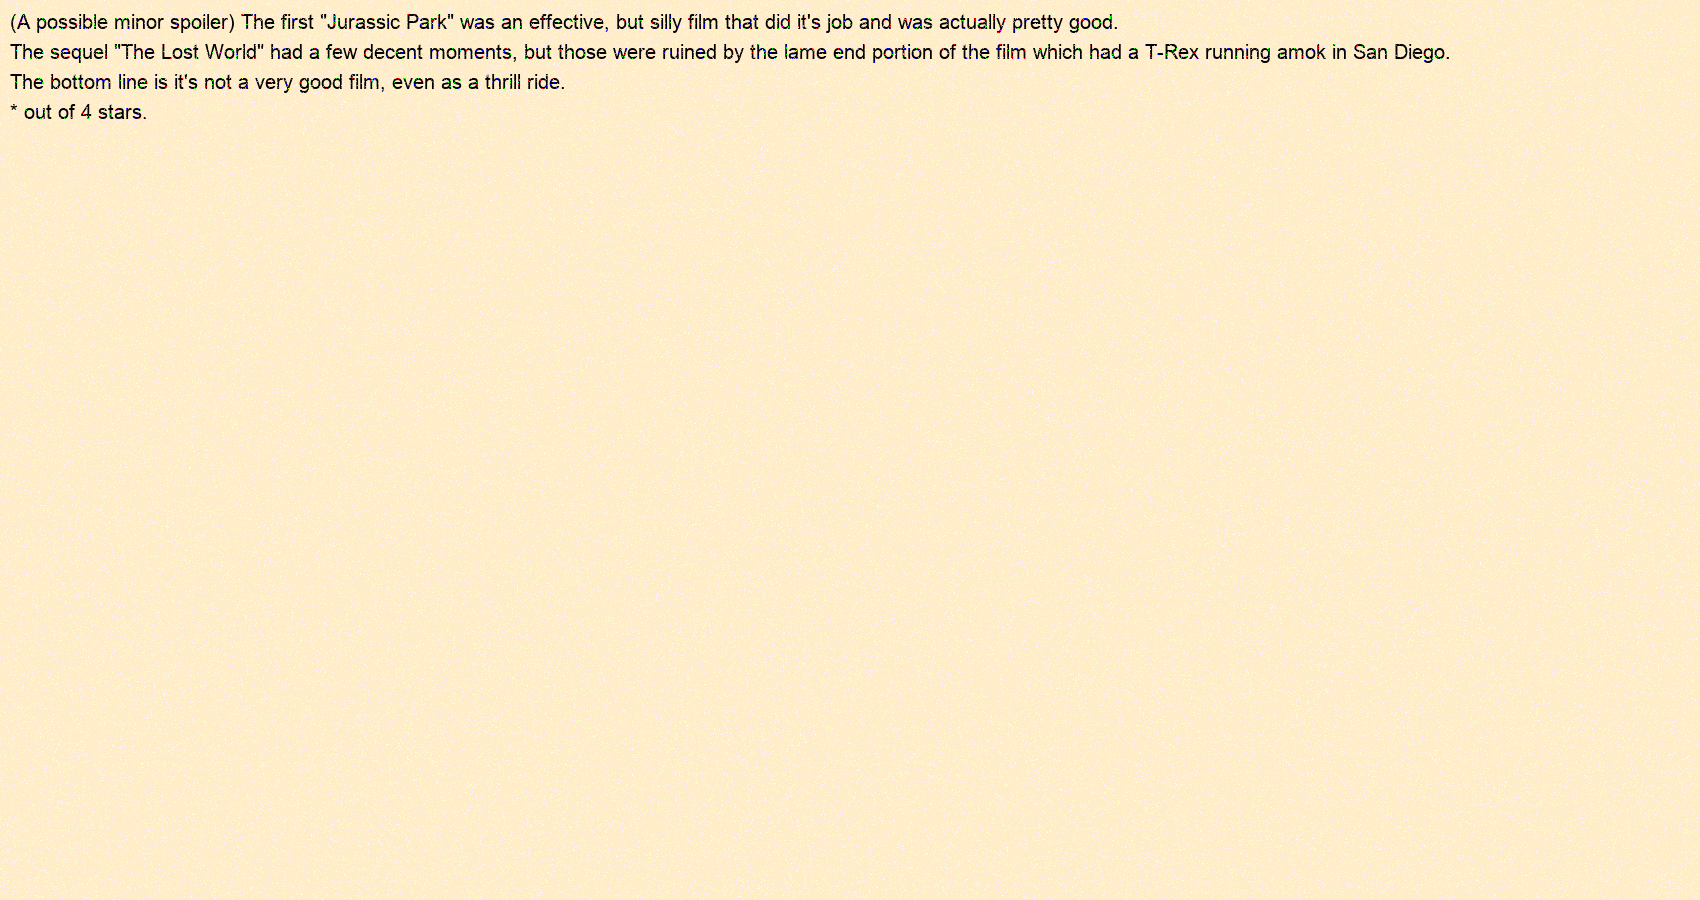 (A possible minor spoiler) The first "Jurassic Park" was an effective, but silly film that did it's job and was actually pretty good.
The sequel "The Lost World" had a few decent moments, but those were ruined by the lame end portion of the film which had a T-Rex running amok in San Diego.
The bottom line is it's not a very good film, even as a thrill ride.
* out of 4 stars.